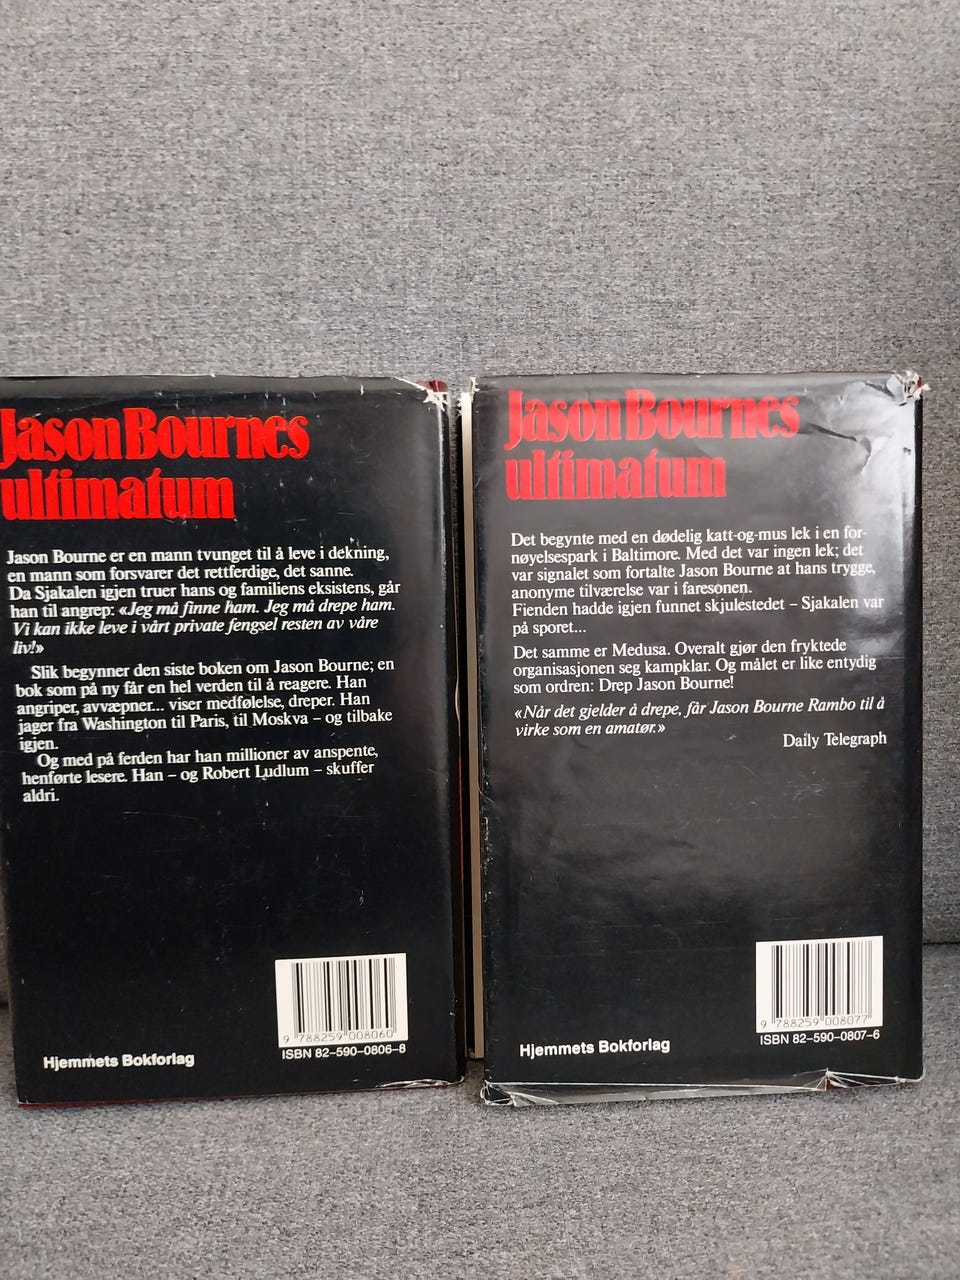 Jason Bournes
ultimatum
Jason Bourne er en mann tvunget til å leve i dekning,
en mann som forsvarer det rettferdige, det sanne.
Da Sjakalen igjen truer hans og familiens eksistens, går
han til angrep: «Jeg må finne ham. Jeg må drepe ham.
Vi kan ikke leve i vårt private fengsel resten av våre
liv!»
Slik begynner den siste boken om Jason Bourne; en
bok som på ny får en hel verden til å reagere. Han
angriper, avvæpner... viser medfølelse, dreper. Han
jager fra Washington til Paris, til Moskva – og tilbake
igjen.
Og med på ferden har han millioner av anspente,
henførte lesere. Han – og Robert Ludlum – skuffer
aldri.
9 788259 008060
ISBN 82–590–0806–8
Hjemmets Bokforlag
Jason Bournes
ultimatum
Det begynte med en dødelig katt-og-mus lek i en for-
nøyelsespark i Baltimore. Med det var ingen lek; det
var signalet som fortalte Jason Bourne at hans trygge,
anonyme tilværelse var i faresonen.
Fienden hadde igjen funnet skjulestedet – Sjakalen var
på sporet...
Det samme er Medusa. Overalt gjør den fryktede
organisasjonen seg kampklar. Og målet er like entydig
som ordren: Drep Jason Bourne!
«Når det gjelder å drepe, får Jason Bourne Rambo til å
virke som en amatør.»
Daily Telegraph
9 788259 008077
ISBN 82–590–0807–6
Hjemmets Bokforlag